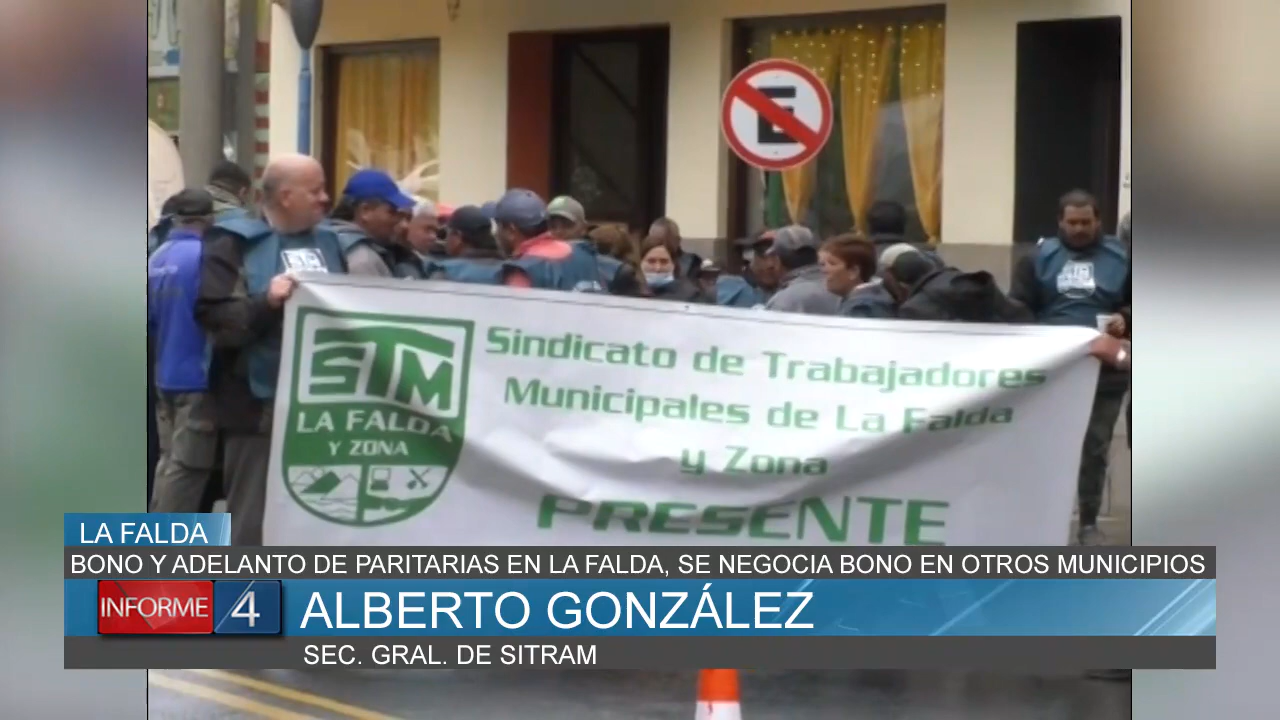 E
STM
LA FALDA
Y ZONA
Sindicato de Trabajadores
Municipales de La Falda
y Zona
PRESENTE
LA FALDA
BONO Y ADELANTO DE PARITARIAS EN LA FALDA, SE NEGOCIA BONO EN OTROS MUNICIPIOS
INFORME 4
ALBERTO GONZÁLEZ
SEC. GRAL. DE SITRAM